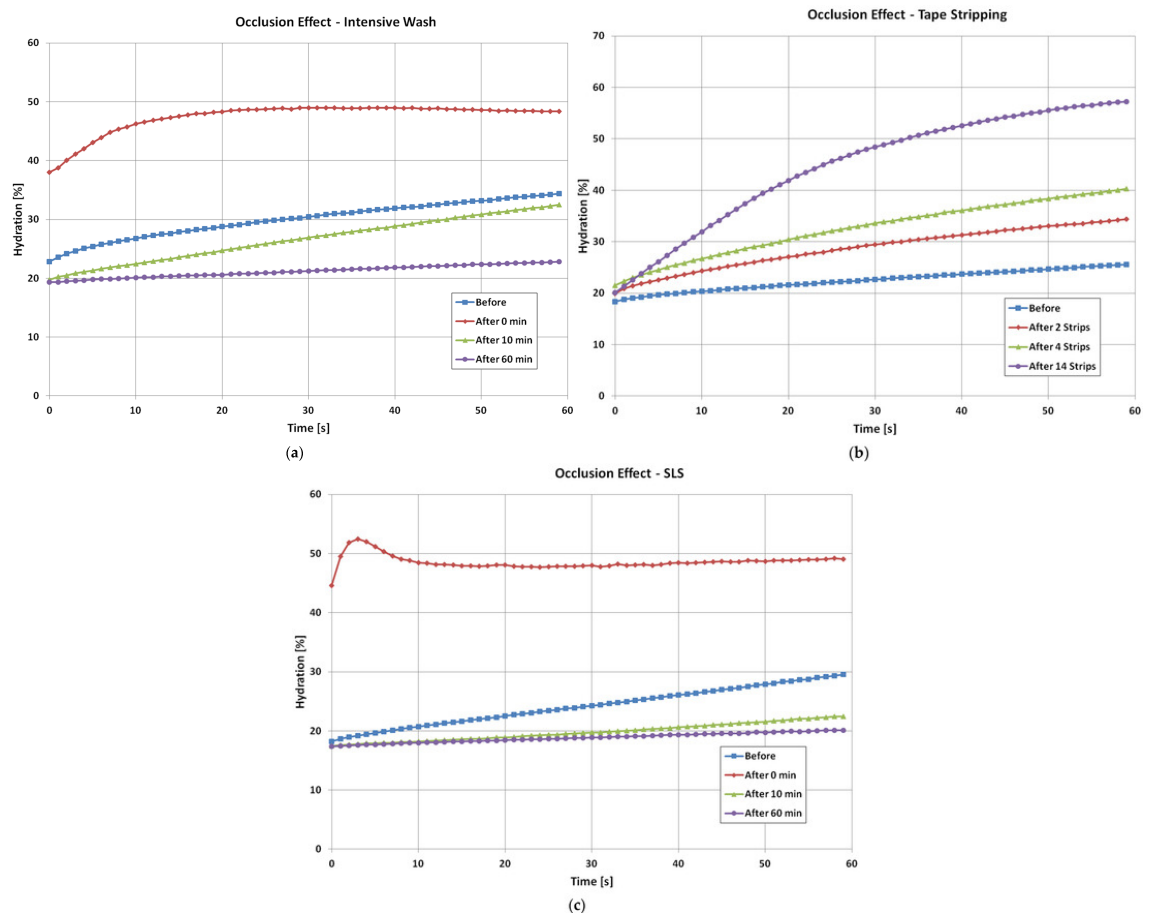 Occlusion Effect - Intensive Wash
60
50
40
30
20
10
0
Hydration [%]
Before
After 0 min
After 10 min
After 60 min
0 10 20 30 40 50 60
Time [s]
(a)
Occlusion Effect - Tape Stripping
70
60
50
40
30
20
10
0
Hydration [%]
Before
After 2 Strips
After 4 Strips
After 14 Strips
0 10 20 30 40 50 60
Time [s]
(b)
Occlusion Effect - SLS
60
50
40
30
20
10
0
Hydration [%]
Before
After 0 min
After 10 min
After 60 min
0 10 20 30 40 50 60
Time [s]
(c)